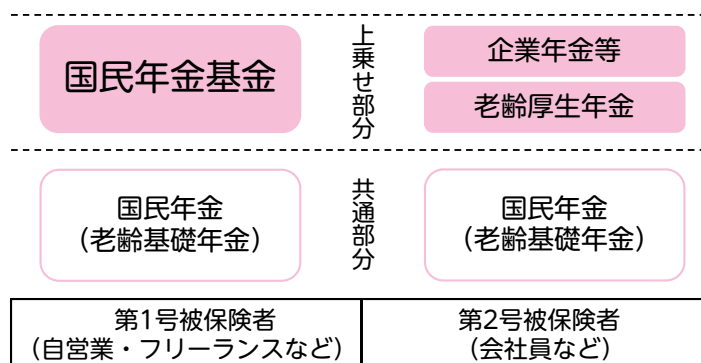 国民年金基金
上乗せ部分
企業年金等
老齢厚生年金
国民年金
（老齢基礎年金）
共通部分
国民年金
（老齢基礎年金）
第1号被保険者
（自営業・フリーランスなど）
第2号被保険者
（会社員など）